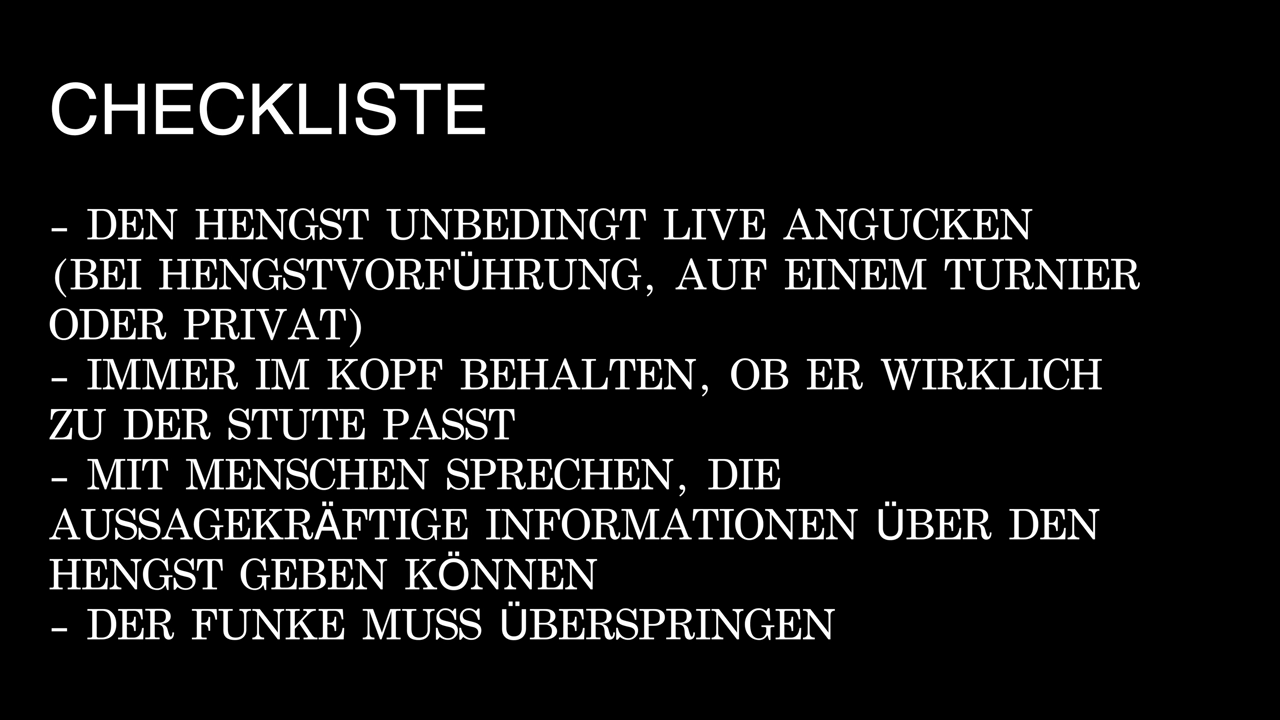 CHECKLISTE
- DEN HENGST UNBEDINGT LIVE ANGUCKEN
(BEI HENGSTVORFÜHRUNG, AUF EINEM TURNIER
ODER PRIVAT)
- IMMER IM KOPF BEHALTEN, OB ER WIRKLICH
ZU DER STUTE PASST
- MIT MENSCHEN SPRECHEN, DIE
AUSSAGEKRÄFTIGE INFORMATIONEN ÜBER DEN
HENGST GEBEN KÖNNEN
- DER FUNKE MUSS ÜBERSPRINGEN